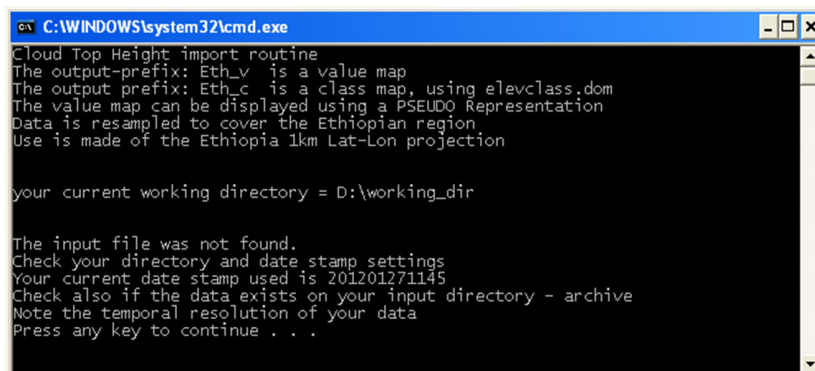 C:\WINDOWS\system32\cmd.exe
Cloud Top Height import routine
The output-prefix: Eth_v  is a value map
The output prefix: Eth_c  is a class map, using elevclass.dom
The value map can be displayed using a PSEUDO Representation
Data is resampled to cover the Ethiopian region
Use is made of the Ethiopia 1km Lat-Lon projection
your current working directory = D:\working_dir
The input file was not found.
Check your directory and date stamp settings
Your current date stamp used is 201201271145
Check also if the data exists on your input directory - archive
Note the temporal resolution of your data
Press any key to continue . . .